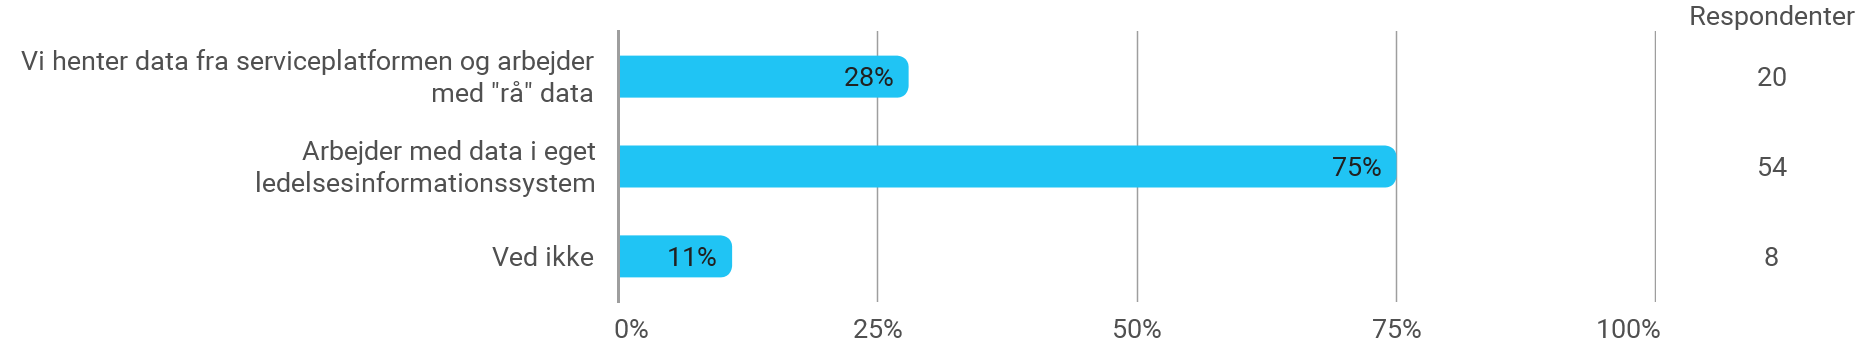 Respondenter
Vi henter data fra serviceplatformen og arbejder
med "rå" data
28%
20
Arbejder med data i eget
ledelsesinformationssystem
75%
54
Ved ikke
11%
8
0% 25% 50% 75% 100%